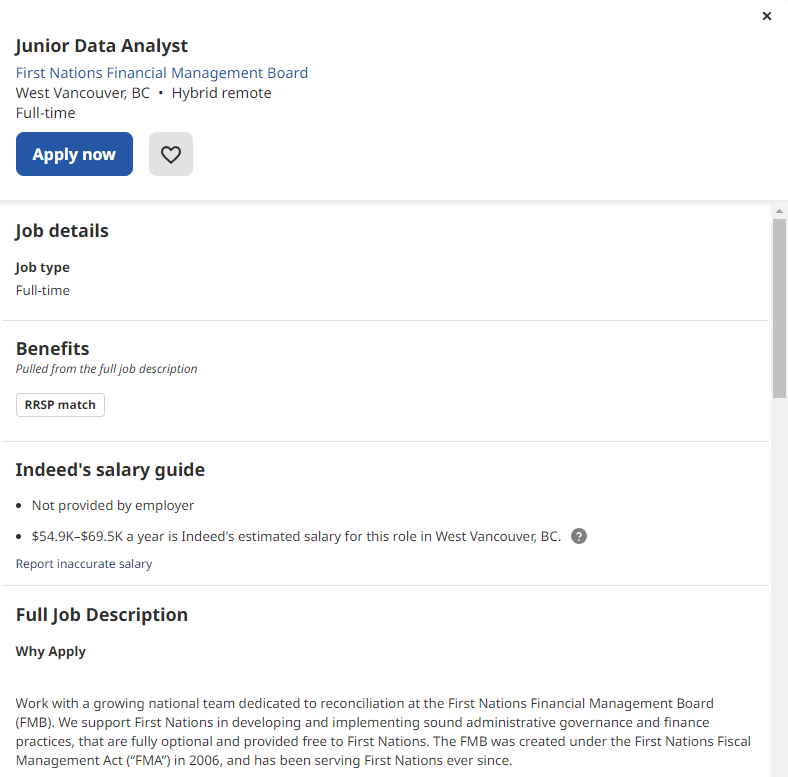 Junior Data Analyst
First Nations Financial Management Board
West Vancouver, BC • Hybrid remote
Full-time
Apply now
Job details
Job type
Full-time
Benefits
Pulled from the full job description
RRSP match
Indeed's salary guide
• Not provided by employer
• $54.9K–$69.5K a year is Indeed's estimated salary for this role in West Vancouver, BC. ?
Report inaccurate salary
Full Job Description
Why Apply
Work with a growing national team dedicated to reconciliation at the First Nations Financial Management Board
(FMB). We support First Nations in developing and implementing sound administrative governance and finance
practices, that are fully optional and provided free to First Nations. The FMB was created under the First Nations Fiscal
Management Act (“FMA”) in 2006, and has been serving First Nations ever since.